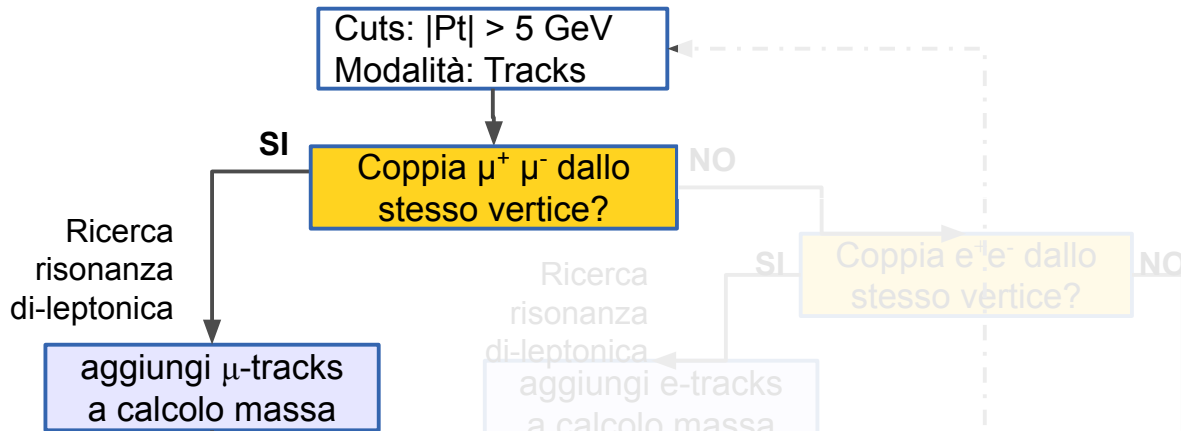 Cuts: |Pt| > 5 GeV
Modalità: Tracks
SI
Coppia μ⁺ μ⁻ dallo
stesso vertice?
NO
Ricerca
risonanza
di-leptonica
aggiungi μ-tracks
a calcolo massa
SI
Coppia e⁺e⁻ dallo
stesso vertice?
NO
Ricerca
risonanza
di-leptonica
aggiungi e-tracks
a calcolo massa